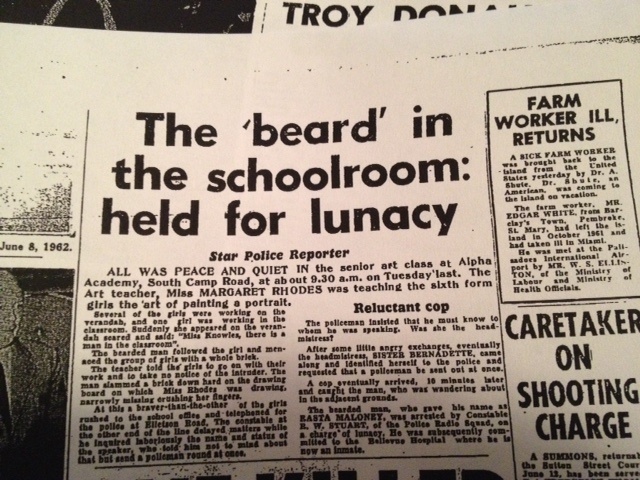 TROY DONA
June 8, 1962.
The 'beard' in
the schoolroom:
held for lunacy
Star Police Reporter
ALL WAS PEACE AND QUIET IN the senior art class at Alpha
Academy, South Camp Road, at about 9.30 a.m. on Tuesday last. The
Art teacher, Miss MARGARET RHODES was teaching the sixth form
girls the art of painting a portrait.
Several of the girls were working on the
verandah, and one girl was working in the
classroom. Suddenly she appeared on the veran-
dah scared and said: "Miss Knowles, there is a
man in the classroom".
The bearded man followed the girl and men-
aced the group of girls with a whole brick.
The teacher told the girls to go on with their
work and to take no notice of the intruder. The
man slammed a brick down hard on the drawing
board on which Miss Rhodes was drawing,
narrowly missing crushing her fingers.
At this a braver-than-the-other of the girls
rushed to the school office and telephoned for
the police at Elletson Road. The constable at
the other end of the line delayed matters while
he inquired laboriously the name and status of
the speaker, who told him not to mind about
that but send a policeman round at once.
Reluctant cop
The policeman insisted that he must know to
whom he was speaking. Was she the head-
mistress?
After some little angry exchanges, eventually
the headmistress, SISTER BERNADETTE, came
along and identified herself to the police and
requested that a policeman be sent out at once.
A cop eventually arrived, 10 minutes later
and caught the man, who was wandering about
in the adjacent grounds.
The bearded man, who gave his name as
RASTA MALONEY, was arrested by Constable
R. W. STUART, of the Police Radio Squad, on
a charge of lunacy. He was subsequently com-
mitted to the Bellevue Hospital where he is
now an inmate.
FARM
WORKER ILL,
RETURNS
A SICK FARM WORKER
was brought back to the
island from the United
States yesterday by Dr. A.
Shute. Dr. Shute, an
American, was coming to
the island on vacation.
The farm worker, MR.
EDGAR WHITE, from Bar-
clay's Town, Pembroke,
St. Mary, had left the is-
land in October 1961 and
had taken ill in Miami.
He was met at the Pali-
sadoes International Air-
port by MR. W. S. ELLING-
TON, of the Ministry of
Labour and Ministry of
Health Officials.
CARETAKER
ON
SHOOTING
CHARGE
A SUMMONS, returnab
the Sutton Street Cour
June 12, has been serve